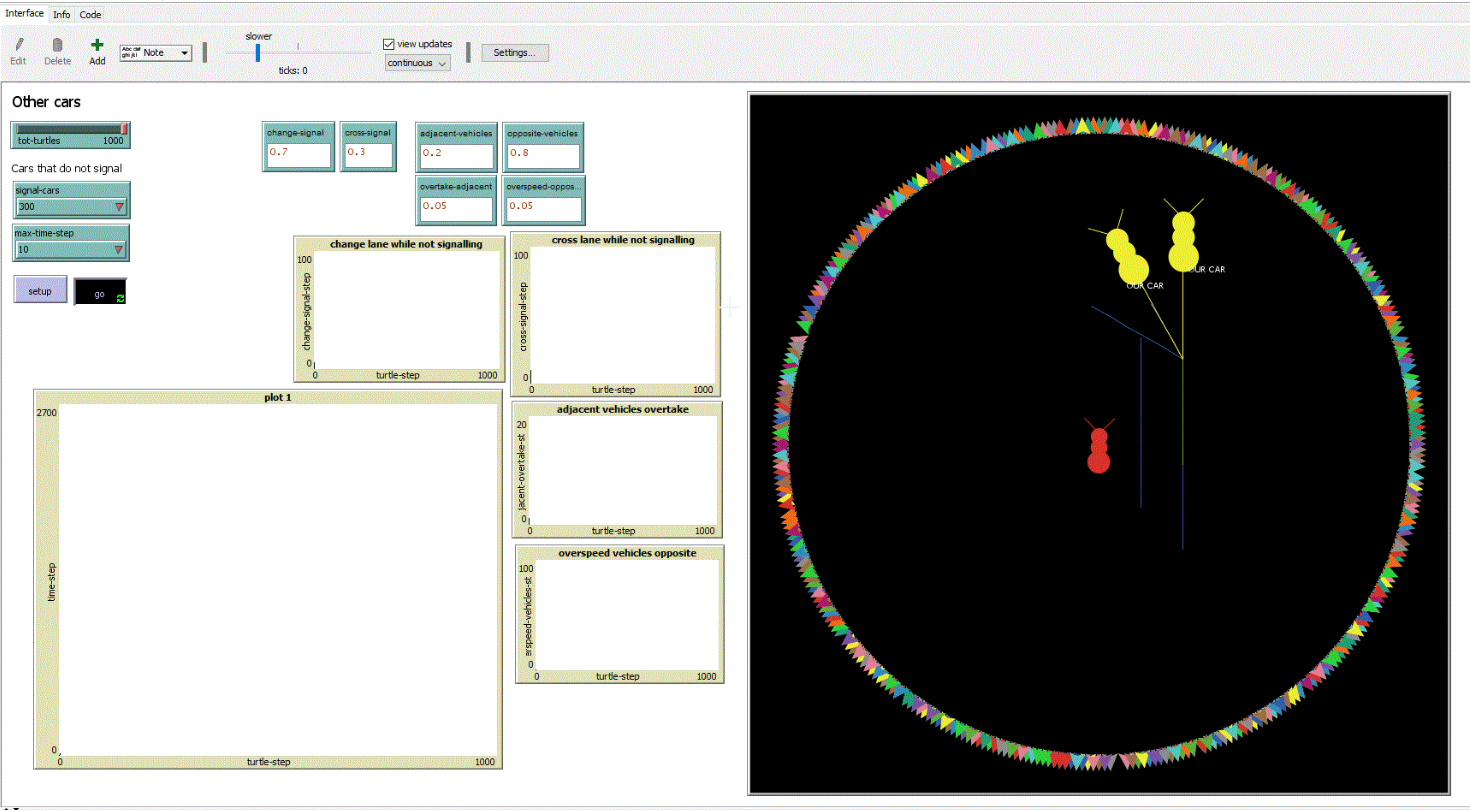 Interface Info Code
Edit
Delete
Add
Abc def
ghi jkl
Note
slower
ticks: 0
view updates
continuous
Settings...
Other cars
tot-turtles 1000
Cars that do not signal
signal-cars
300
max-time-step
10
setup
go
change-signal
0.7
cross-signal
0.3
adjacent-vehicles
0.2
opposite-vehicles
0.8
overtake-adjacent
0.05
overspeed-oppos...
0.05
change lane while not signalling
100
change-signal-step
0
0 turtle-step 1000
cross lane while not signalling
100
cross-signal-step
0
0 turtle-step 1000
plot 1
2700
time-step
0
0 turtle-step 1000
adjacent vehicles overtake
20
jacent-overtake-st
0
0 turtle-step 1000
overspeed vehicles opposite
100
erspeed-vehicles-st
0
0 turtle-step 1000
OUR CAR
OUR CAR